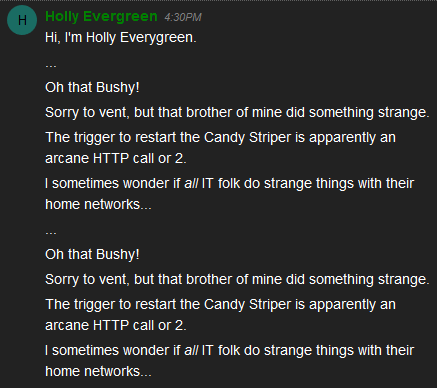 H
Holly Evergreen 4:30PM
Hi, I'm Holly Everygreen.
...
Oh that Bushy!
Sorry to vent, but that brother of mine did something strange.
The trigger to restart the Candy Striper is apparently an
arcane HTTP call or 2.
I sometimes wonder if all IT folk do strange things with their
home networks...
...
Oh that Bushy!
Sorry to vent, but that brother of mine did something strange.
The trigger to restart the Candy Striper is apparently an
arcane HTTP call or 2.
I sometimes wonder if all IT folk do strange things with their
home networks...